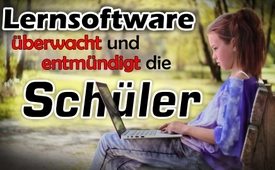 Lernsoftware
überwacht und
entmündigt die
Schüler